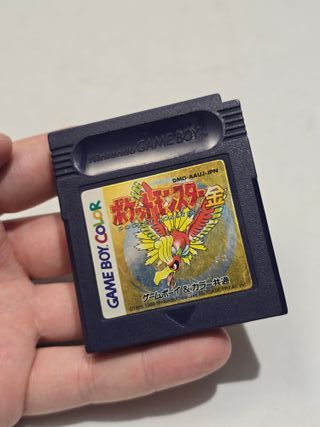 Nintendo GAME BOY
DMG-AAUJ-JPN
ポケットモンスター金
GAME BOY COLOR
ゲームボーイ&カラー共通